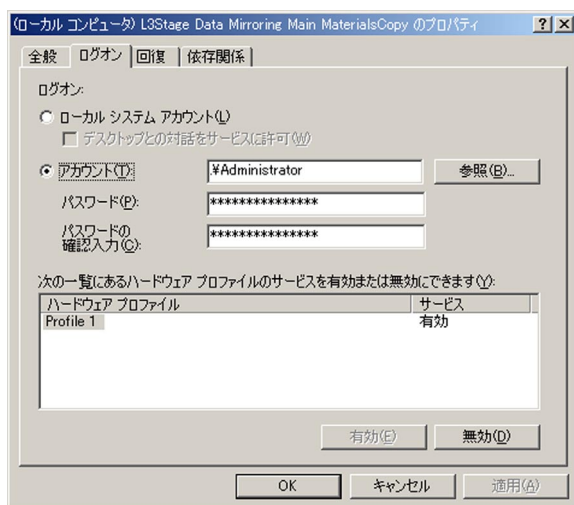 (ローカル コンピュータ) L3Stage Data Mirroring Main MaterialsCopy のプロパティ
全般 ログオン 回復 依存関係
ログオン:
ローカル システム アカウント(L)
デスクトップとの対話をサービスに許可(W)
アカウント(T): .¥Administrator 参照(B)...
パスワード(P): ***************
パスワードの
確認入力(C): ***************
次の一覧にあるハードウェア プロファイルのサービスを有効または無効にできます(Y):
ハードウェア プロファイル サービス
Profile 1 有効
有効(E) 無効(D)
OK キャンセル 適用(A)